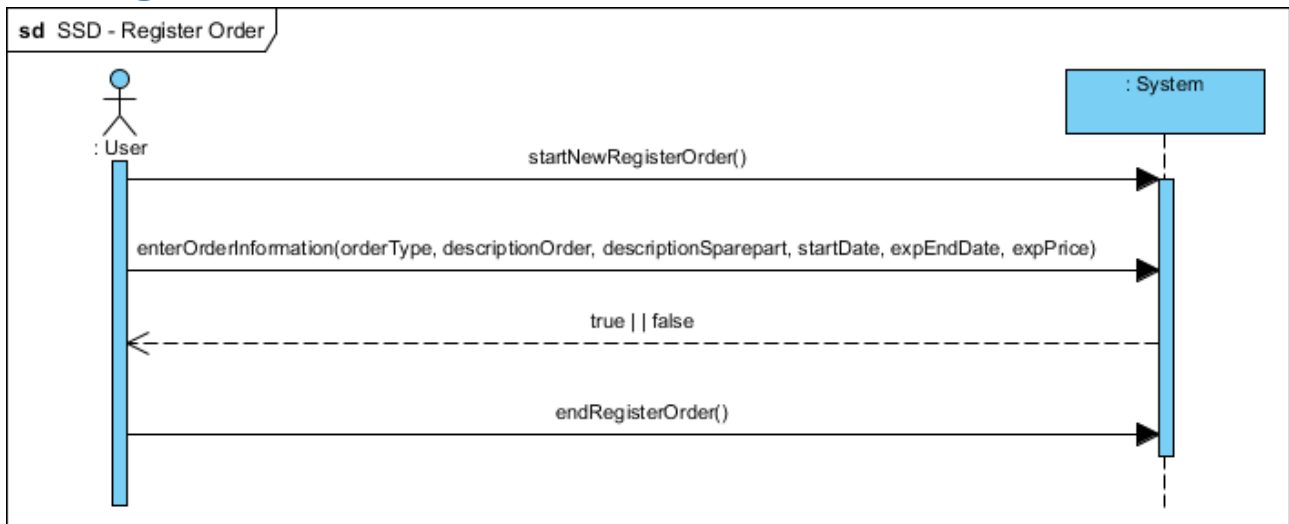 sd SSD - Register Order
: System
: User
startNewRegisterOrder()
enterOrderInformation(orderType, descriptionOrder, descriptionSparepart, startDate, expEndDate, expPrice)
true | | false
endRegisterOrder()